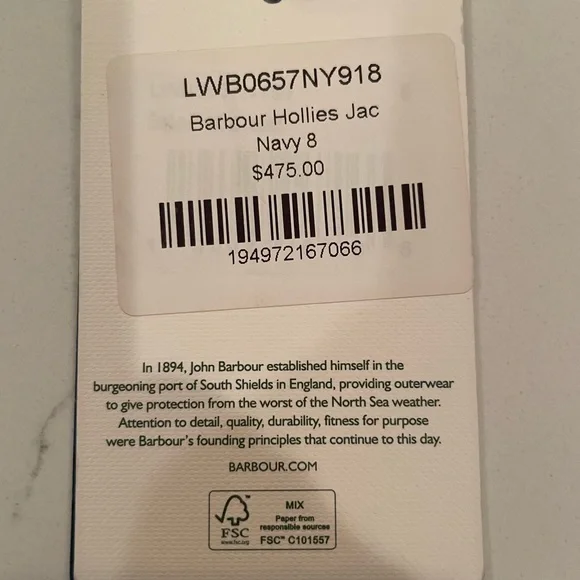 LWB0657NY918
Barbour Hollies Jac
Navy 8
$475.00
194972167066
In 1894, John Barbour established himself in the
burgeoning port of South Shields in England, providing outerwear
to give protection from the worst of the North Sea weather.
Attention to detail, quality, durability, fitness for purpose
were Barbour's founding principles that continue to this day.
BARBOUR.COM
FSC
www.fsc.org
MIX
Paper from
responsible sources
FSC™ C101557